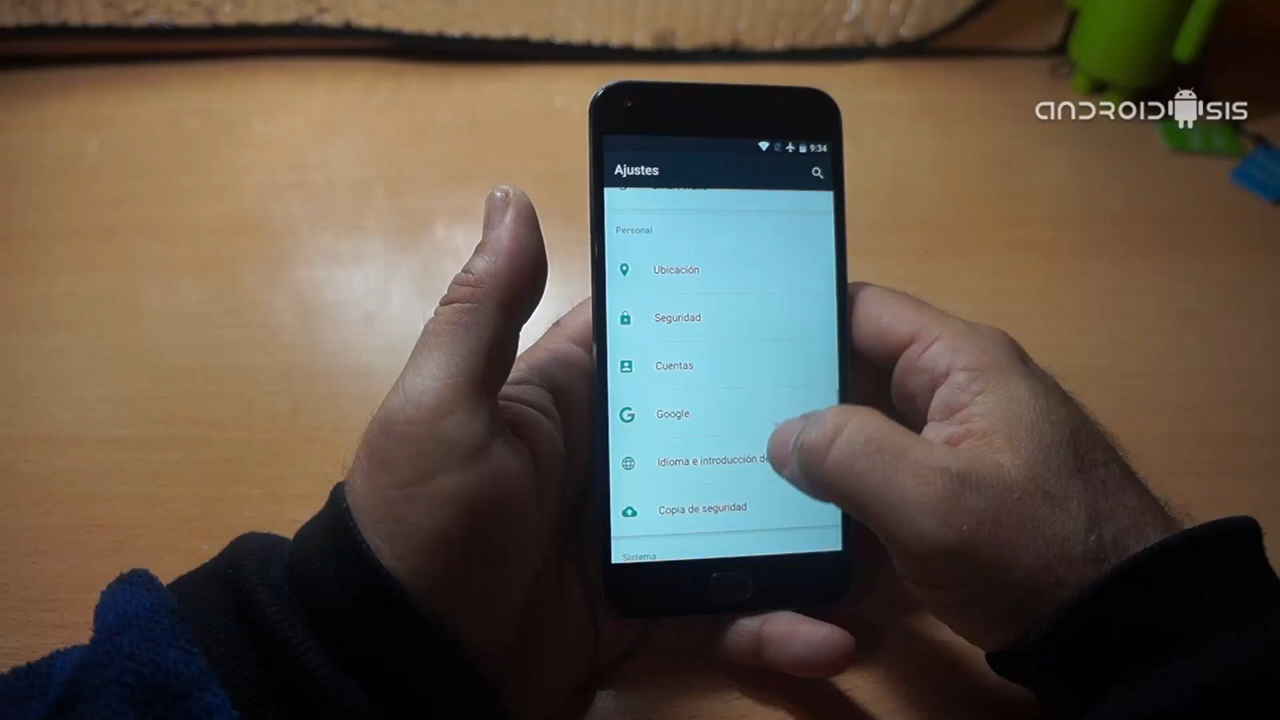 ANDROIDSIS
9:34
Ajustes
Personal
Ubicación
Seguridad
Cuentas
Google
Idioma e introducción de
Copia de seguridad
Sistema